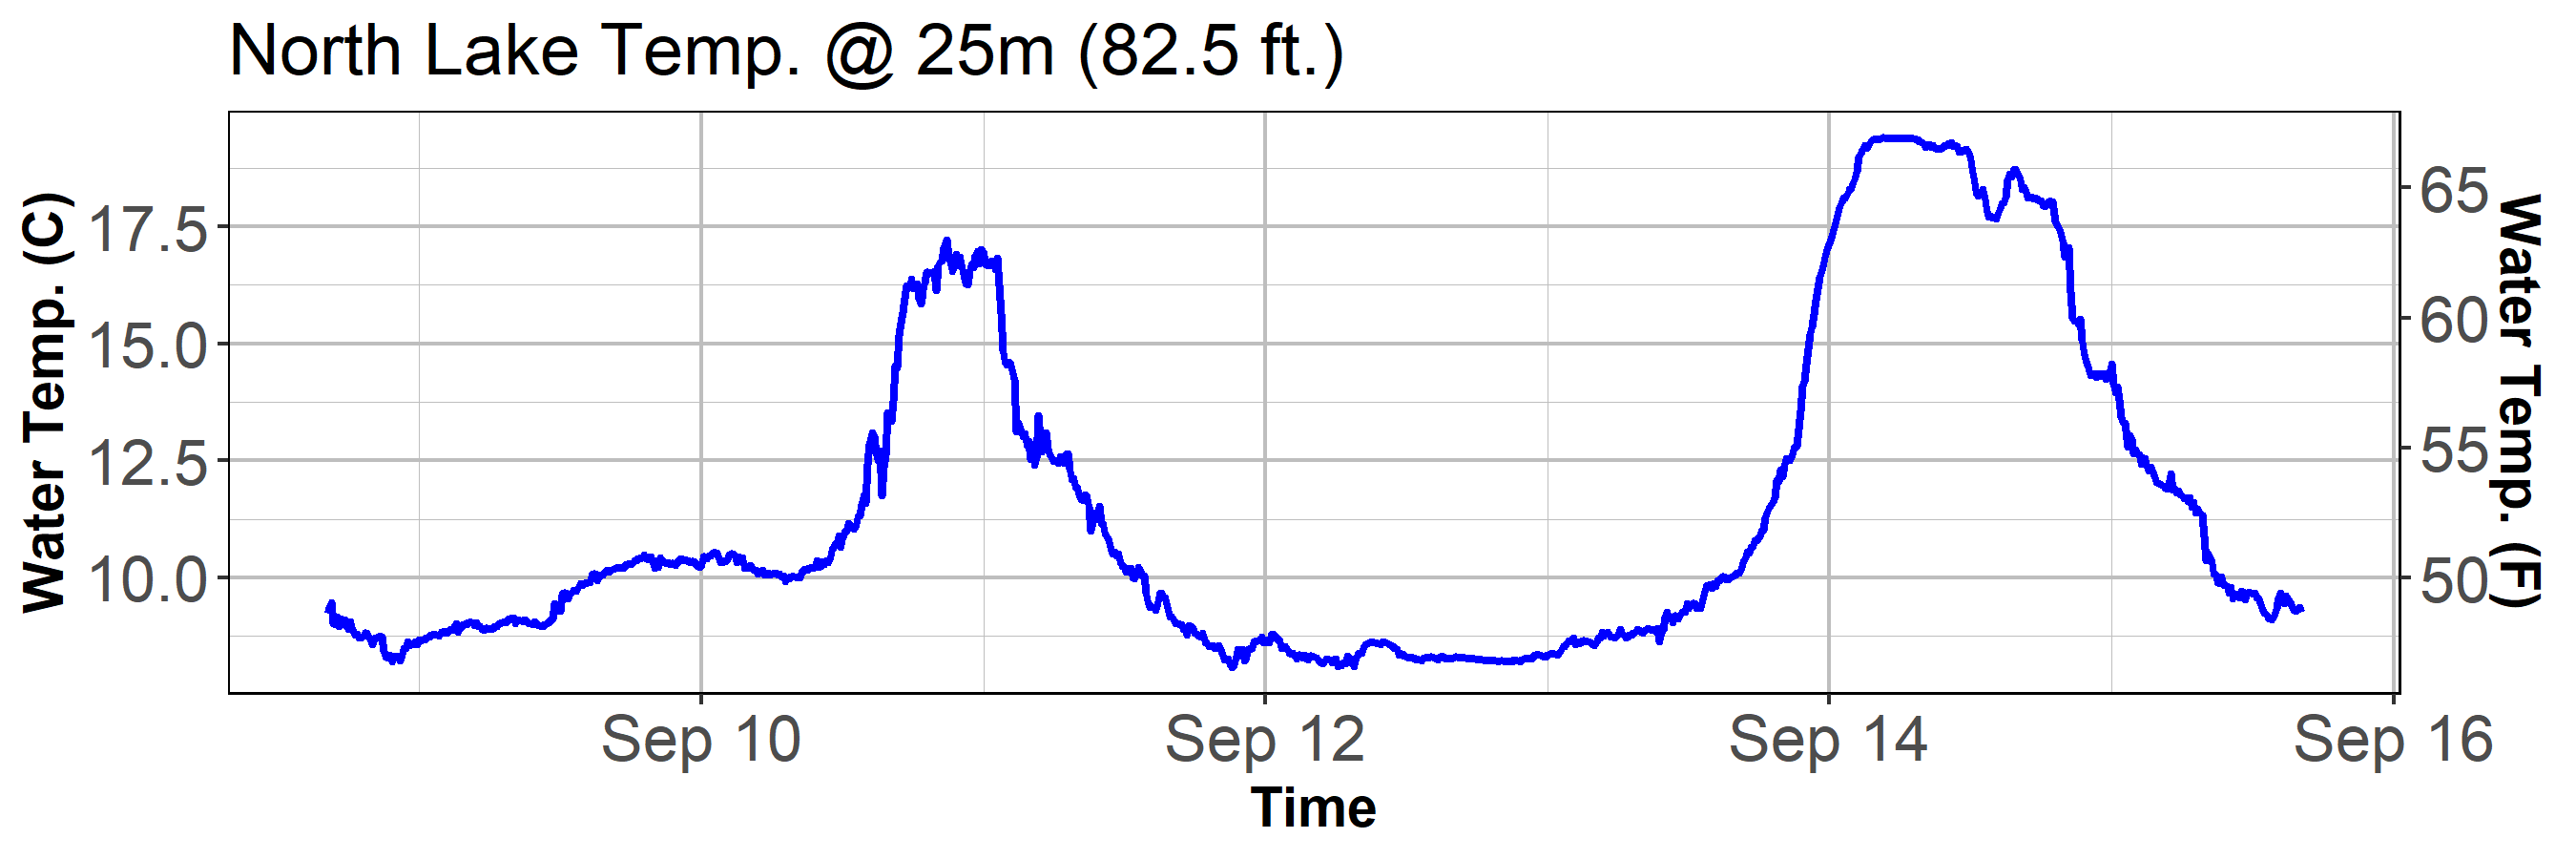 North Lake Temp. @ 25m (82.5 ft.)
Water Temp. (C)
17.5
15.0
12.5
10.0
65
60
55
50
Water Temp. (F)
Sep 10
Sep 12
Sep 14
Sep 16
Time